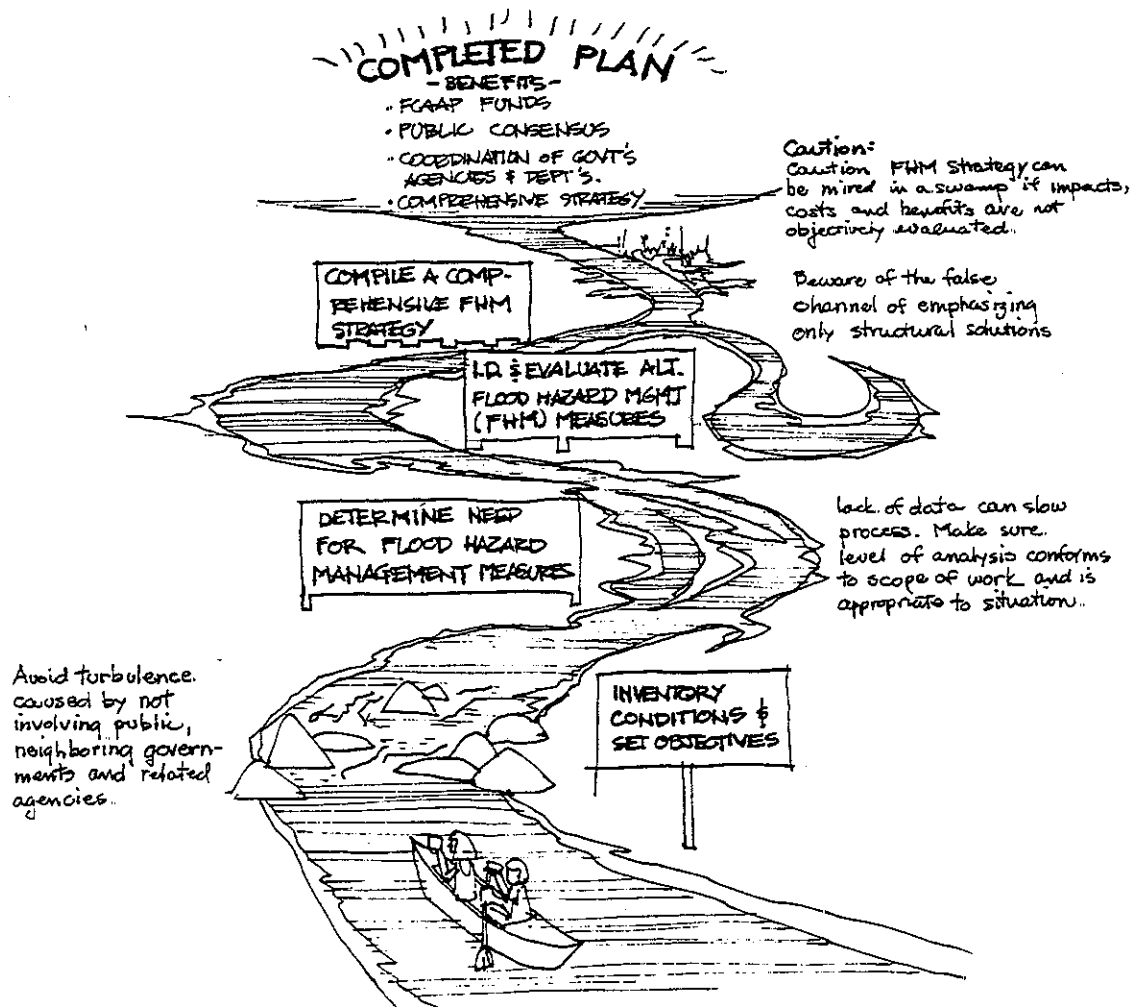 COMPLETED PLAN
- BENEFITS -
• FCAAP FUNDS
• PUBLIC CONSENSUS
• COORDINATION OF GOVT'S
AGENCIES & DEPT'S.
• COMPREHENSIVE STRATEGY
Caution:
Caution FHM Strategy can
be mired in a swamp if impacts,
costs and benefits are not
objectively evaluated.
COMPILE A COMP-
REHENSIVE FHM
STRATEGY
Beware of the false
channel of emphasizing
only structural solutions
I.D. & EVALUATE ALT.
FLOOD HAZARD MGMT
(FHM) MEASURES
DETERMINE NEED
FOR FLOOD HAZARD
MANAGEMENT MEASURES
lack of data can slow
process. Make sure
level of analysis conforms
to scope of work and is
appropriate to situation.
Avoid turbulence
caused by not
involving public,
neighboring govern-
ments and related
agencies.
INVENTORY
CONDITIONS &
SET OBJECTIVES